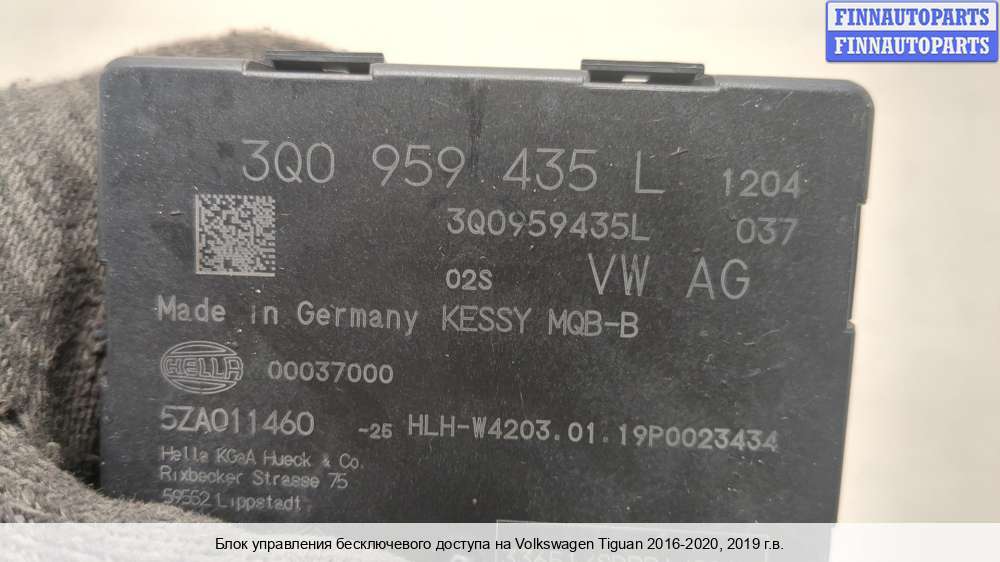 FINNAUTOPARTS
FINNAUTOPARTS
3Q0 959 435 L 1204
3Q0959435L 037
02S VW AG
Made in Germany KESSY MQB-B
HELLA 00037000
5ZA011460 -25 HLH-W4203.01.19P0023434
Hella KGaA Hueck & Co.
Rixbecker Strasse 75
59552 Lippstadt
Блок управления бесключевого доступа на Volkswagen Tiguan 2016-2020, 2019 г.в.